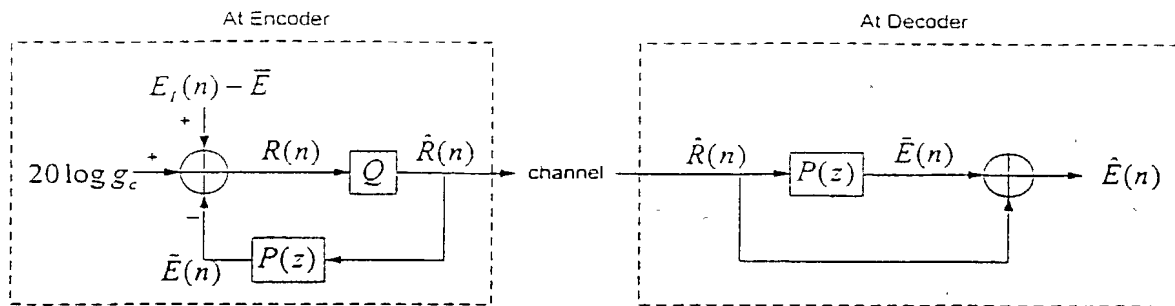 At Encoder
At Decoder
E_I(n) − Ē
+
20 log g_c
+
R(n)
Q
R̂(n)
−
Ẽ(n)
P(z)
channel
R̂(n)
P(z)
Ẽ(n)
Ê(n)